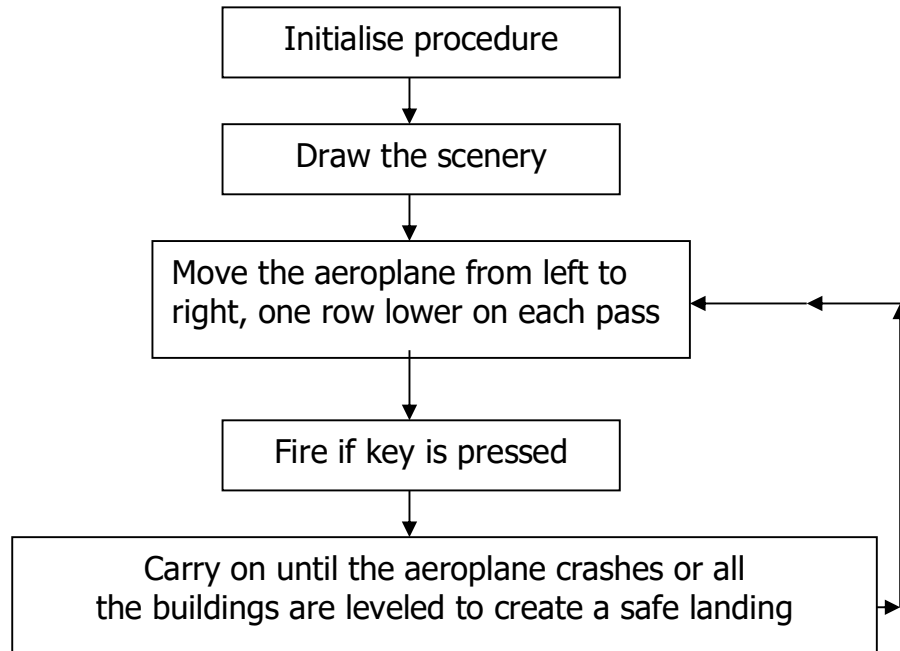 Initialise procedure
Draw the scenery
Move the aeroplane from left to
right, one row lower on each pass
Fire if key is pressed
Carry on until the aeroplane crashes or all
the buildings are leveled to create a safe landing